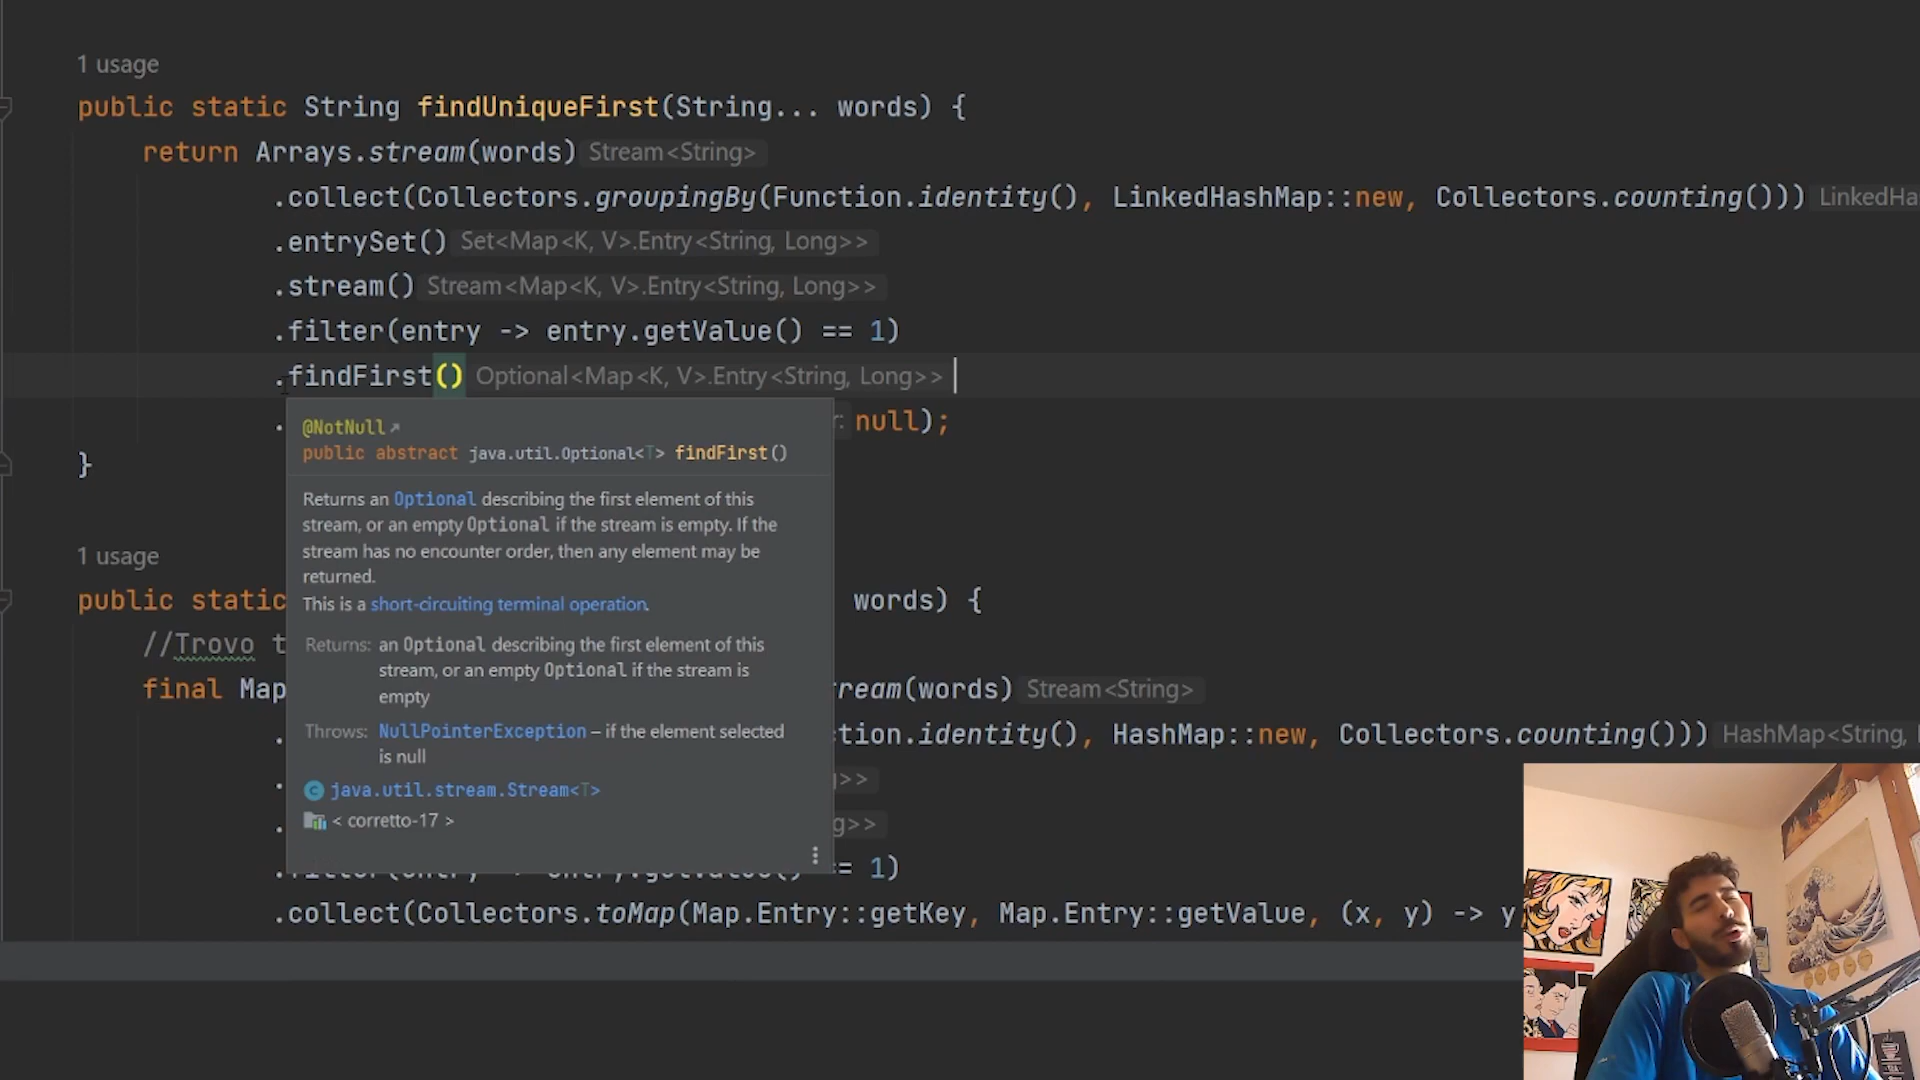 1 usage
public static String findUniqueFirst(String... words) {
return Arrays.stream(words) Stream<String>
.collect(Collectors.groupingBy(Function.identity(), LinkedHashMap::new, Collectors.counting())) LinkedHa
.entrySet() Set<Map<K, V>.Entry<String, Long>>
.stream() Stream<Map<K, V>.Entry<String, Long>>
.filter(entry -> entry.getValue() == 1)
.findFirst() Optional<Map<K, V>.Entry<String, Long>>
. r: null);
}
@NotNull
public abstract java.util.Optional<T> findFirst()
Returns an Optional describing the first element of this
stream, or an empty Optional if the stream is empty. If the
stream has no encounter order, then any element may be
returned.
This is a short-circuiting terminal operation.
Returns: an Optional describing the first element of this
stream, or an empty Optional if the stream is
empty
Throws: NullPointerException – if the element selected
is null
java.util.stream.Stream<T>
< corretto-17 >
1 usage
public static words) {
//Trovo t
final Map ream(words) Stream<String>
. tion.identity(), HashMap::new, Collectors.counting())) HashMap<String,
. >>
. g>>
== 1)
.collect(Collectors.toMap(Map.Entry::getKey, Map.Entry::getValue, (x, y) -> y